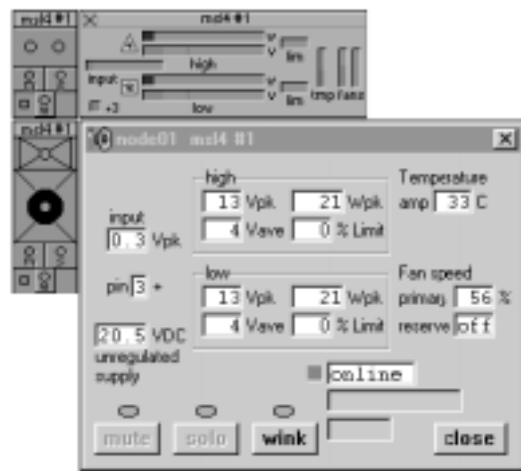 msl4 #1
msl4 #1
v
v
lim
high
input
v
v
lim
+3
low
tmp fans
msl4 #1
node01 msl4 #1
high
13 Vpk 21 Wpk
4 Vave 0 % Limit
Temperature
amp 33 C
input
0.3 Vpk
pin 3 +
low
13 Vpk 21 Wpk
4 Vave 0 % Limit
Fan speed
primary 56 %
reserve off
20.5 VDC
unregulated
supply
online
mute solo wink close